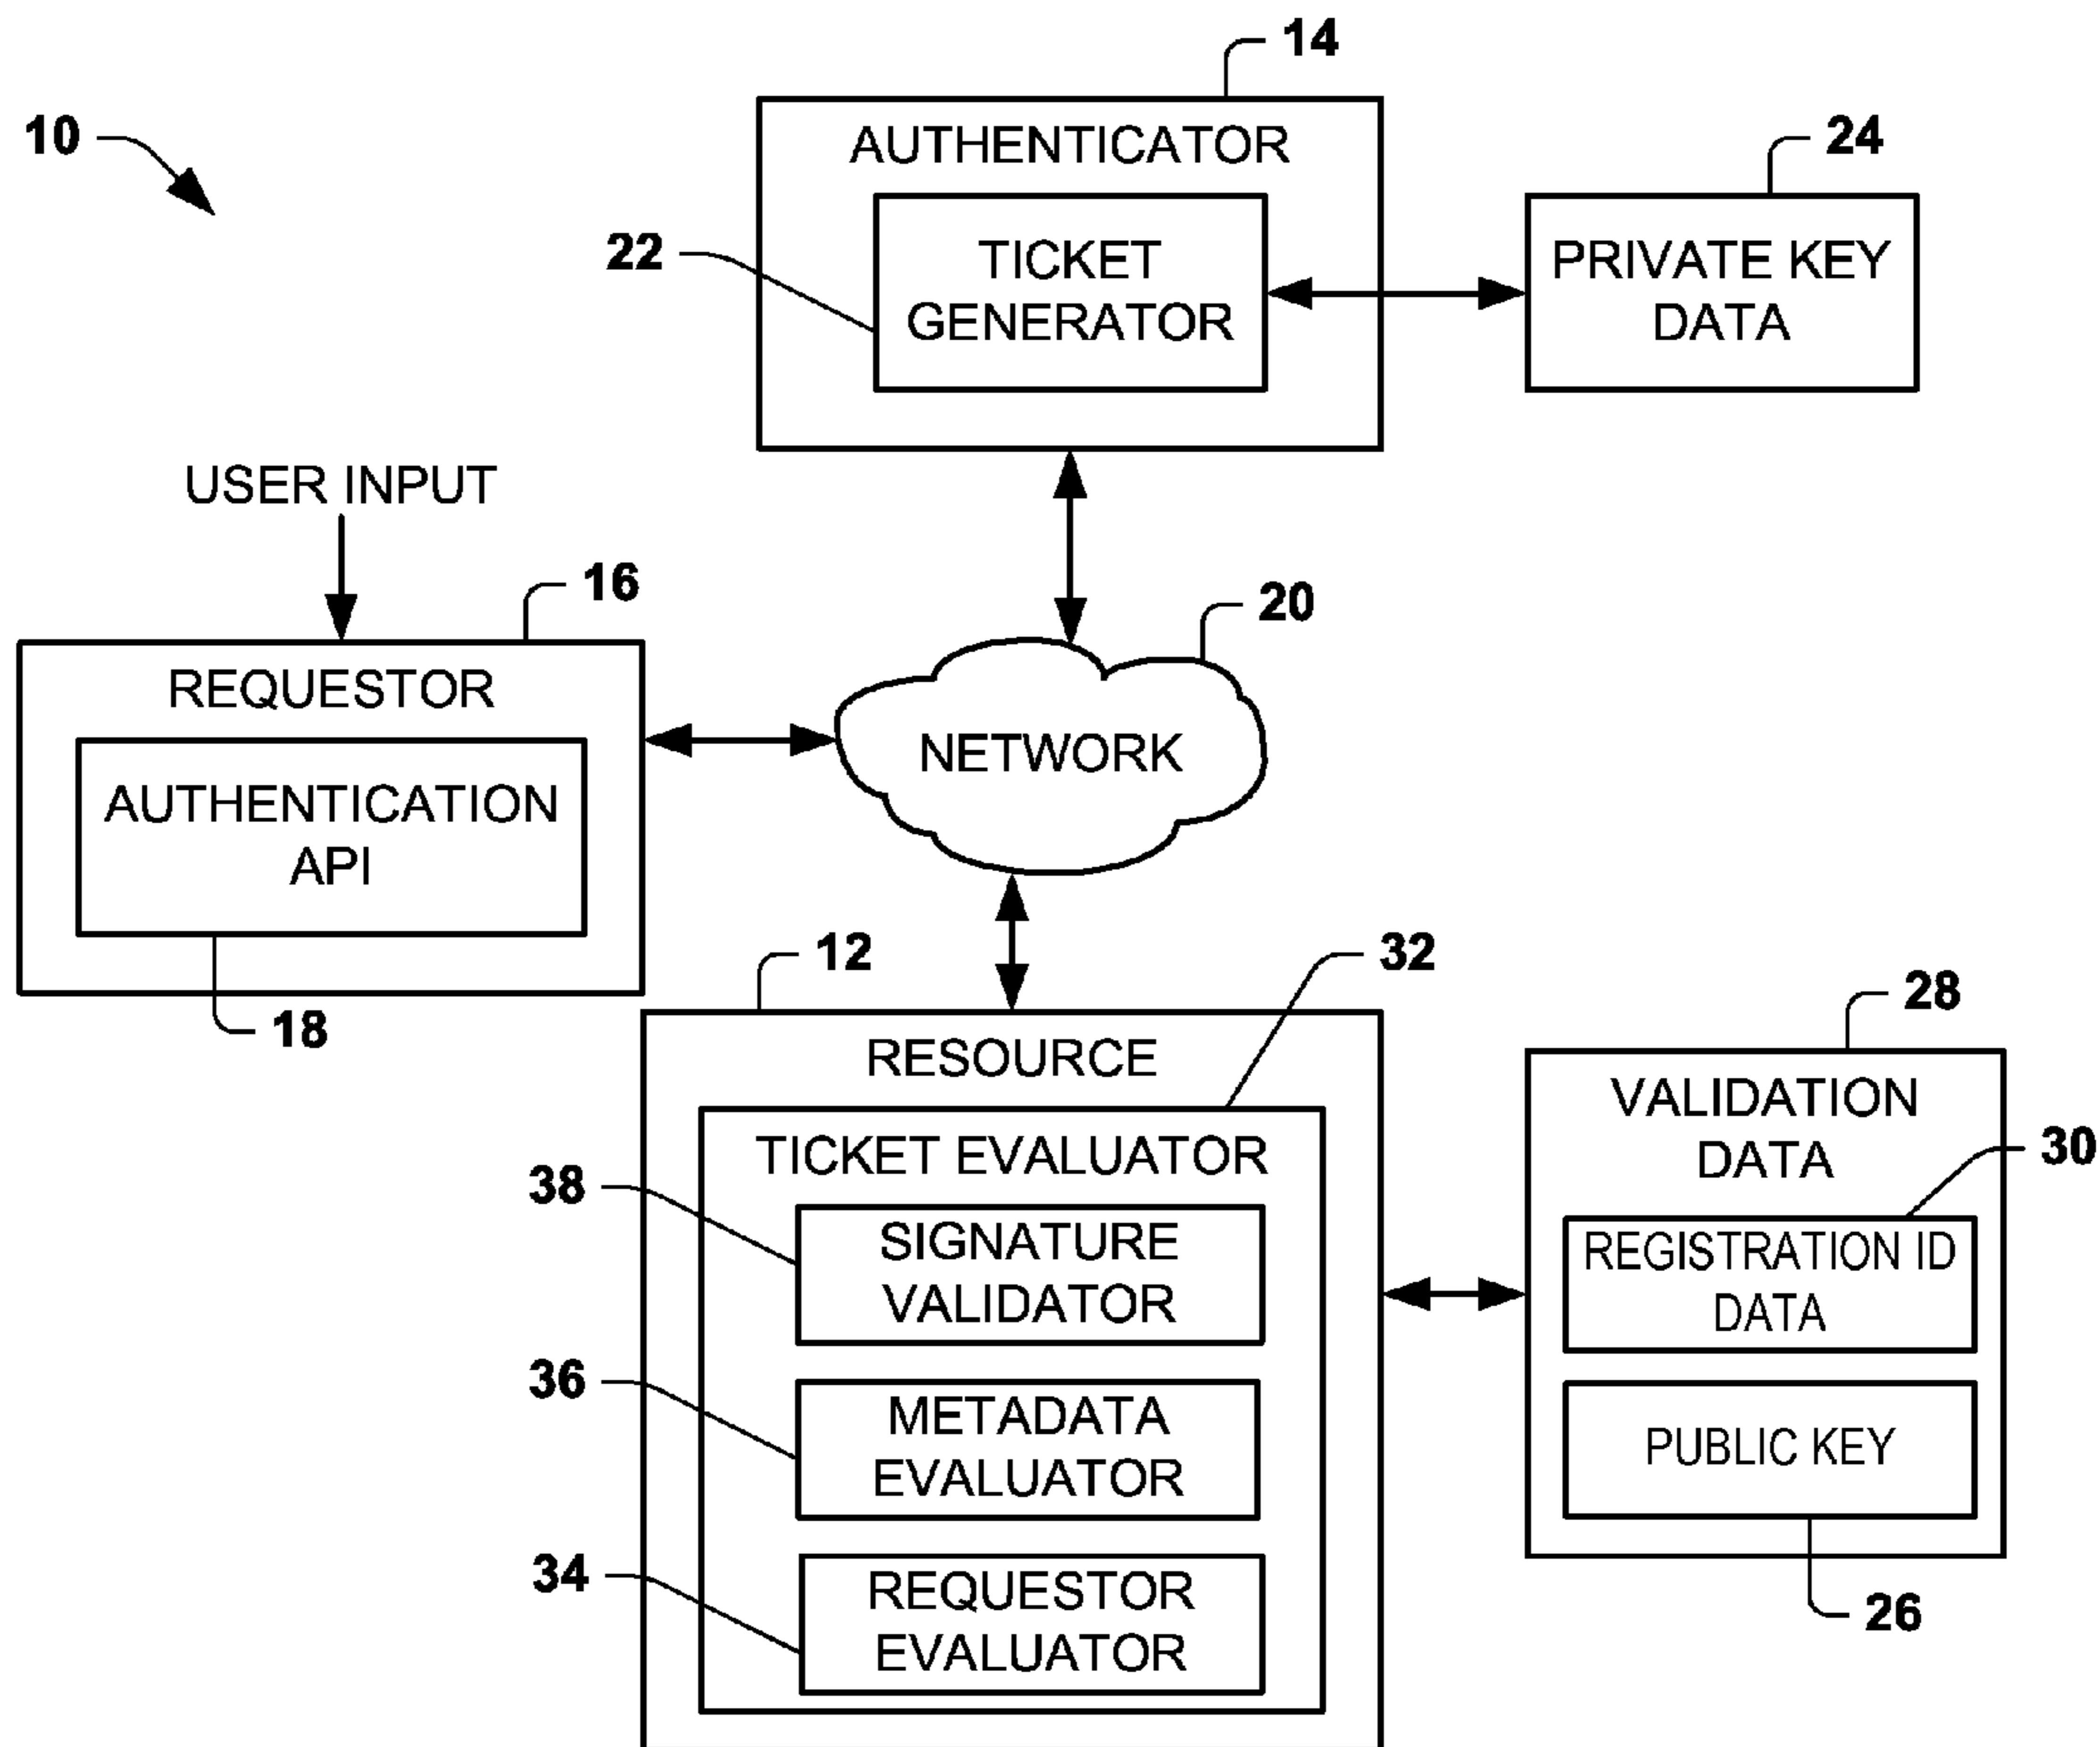 14
10
AUTHENTICATOR
24
22
TICKET
GENERATOR
PRIVATE KEY
DATA
USER INPUT
16
20
REQUESTOR
NETWORK
AUTHENTICATION
API
18
12
32
28
RESOURCE
VALIDATION
DATA
30
TICKET EVALUATOR
38
SIGNATURE
VALIDATOR
REGISTRATION ID
DATA
36
METADATA
EVALUATOR
PUBLIC KEY
34
REQUESTOR
EVALUATOR
26